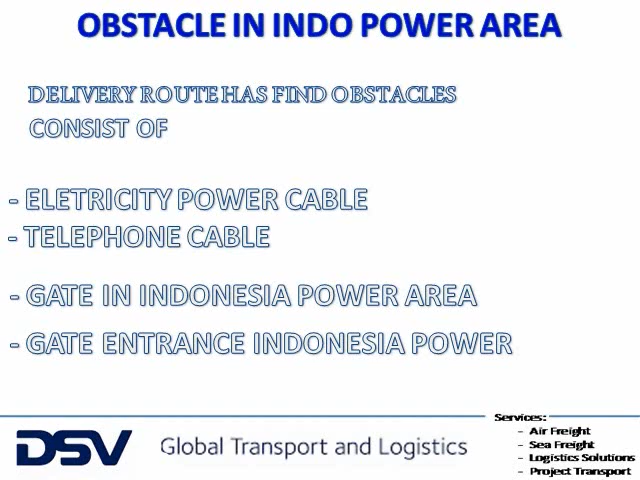 OBSTACLE IN INDO POWER AREA
DELIVERY ROUTE HAS FIND OBSTACLES
CONSIST OF
- ELETRICITY POWER CABLE
- TELEPHONE CABLE
- GATE IN INDONESIA POWER AREA
- GATE ENTRANCE INDONESIA POWER
Services:
- Air Freight
- Sea Freight
- Logistics Solutions
- Project Transport
DSV Global Transport and Logistics